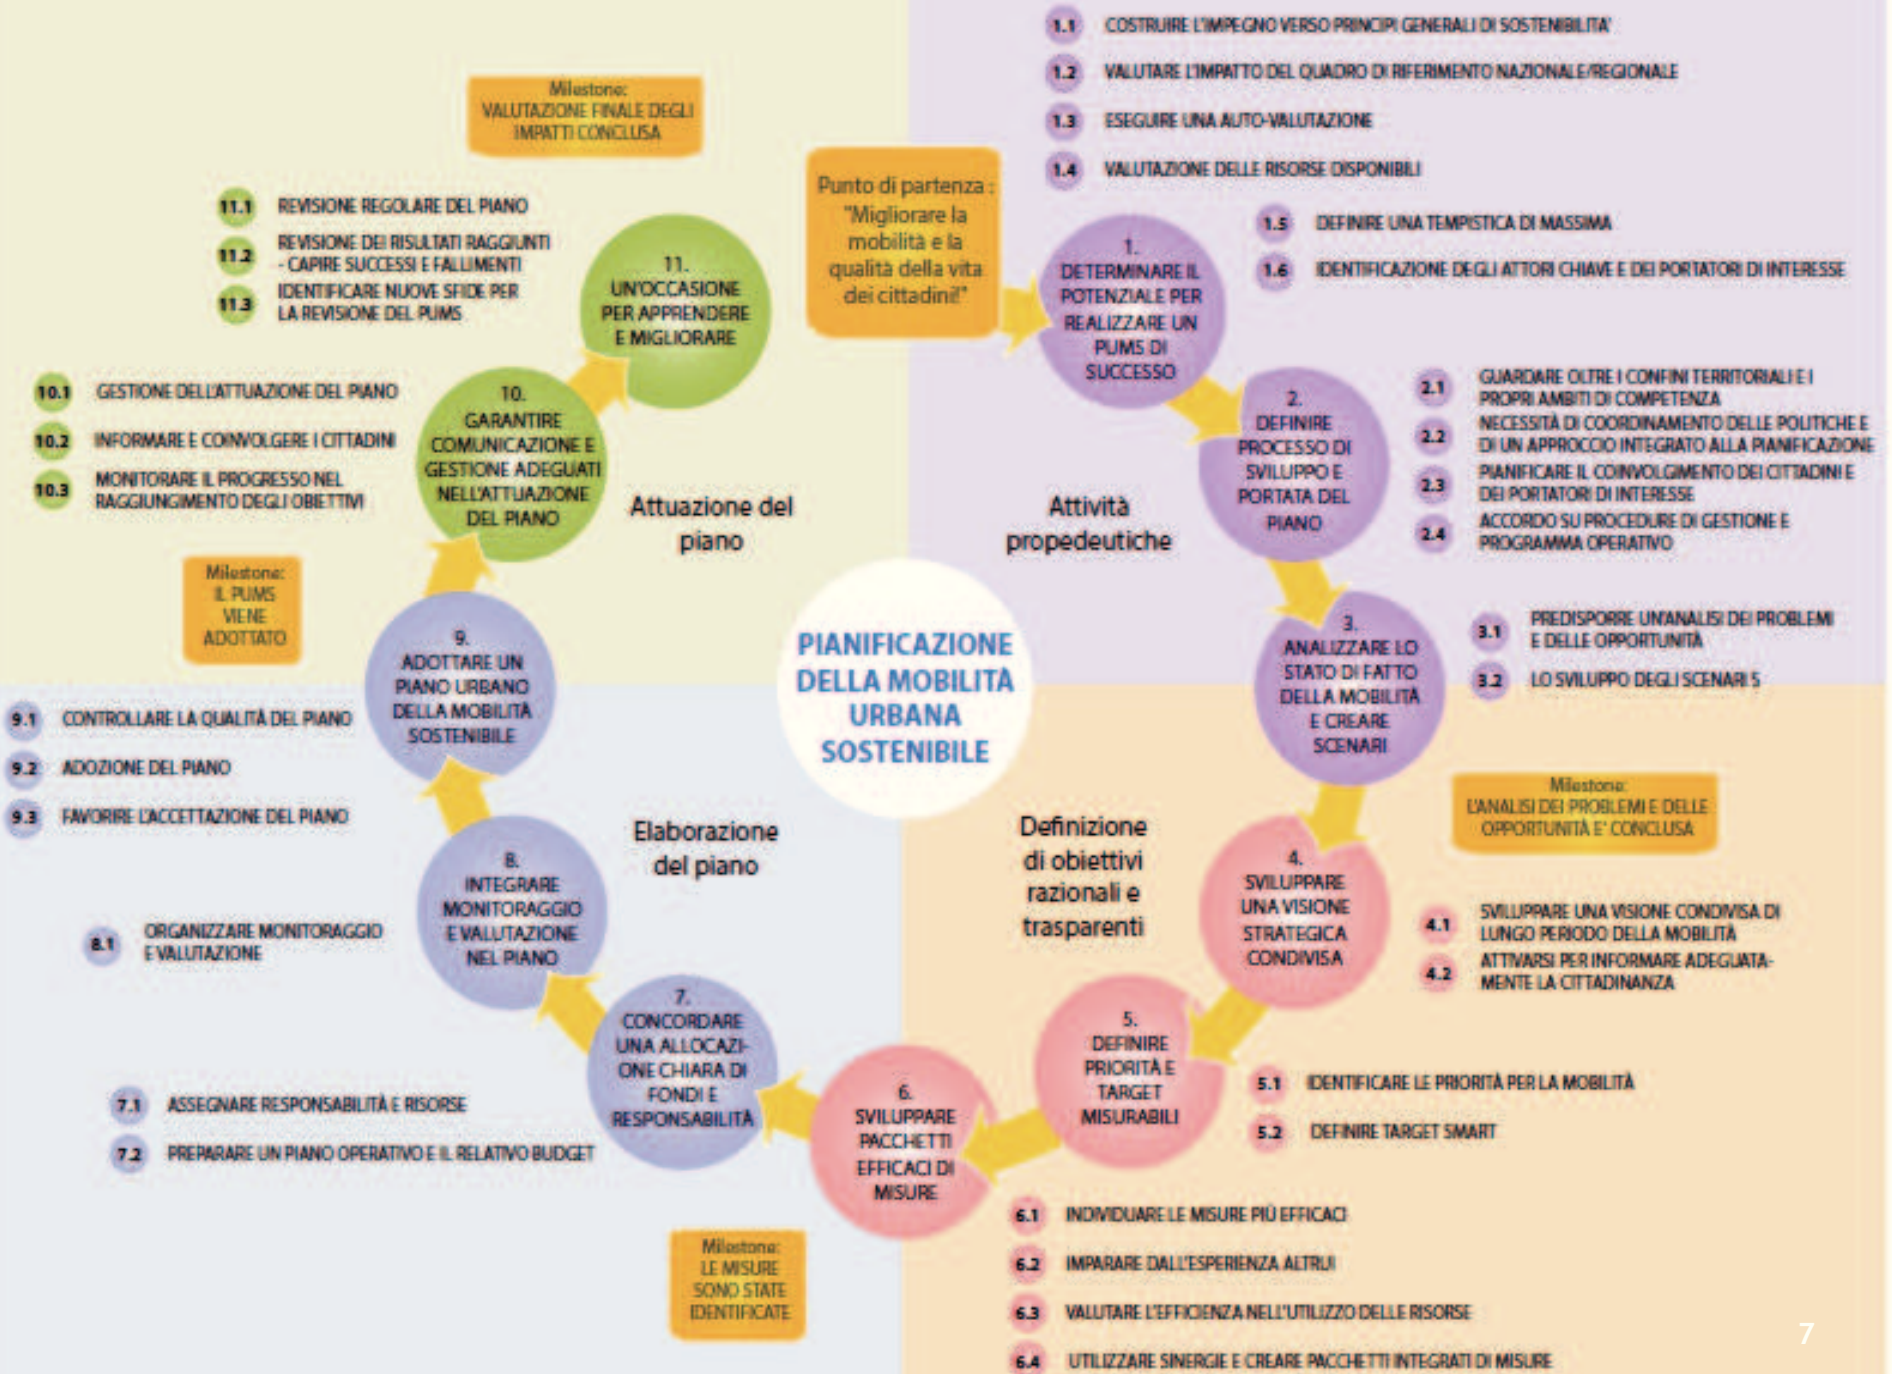 1.1 COSTRUIRE L'IMPEGNO VERSO PRINCIPI GENERALI DI SOSTENIBILITA'
1.2 VALUTARE L'IMPATTO DEL QUADRO DI RIFERIMENTO NAZIONALE/REGIONALE
1.3 ESEGUIRE UNA AUTO-VALUTAZIONE
1.4 VALUTAZIONE DELLE RISORSE DISPONIBILI
1.5 DEFINIRE UNA TEMPISTICA DI MASSIMA
1.6 IDENTIFICAZIONE DEGLI ATTORI CHIAVE E DEI PORTATORI DI INTERESSE
Punto di partenza :
"Migliorare la
mobilità e la
qualità della vita
dei cittadini!"
1.
DETERMINARE IL
POTENZIALE PER
REALIZZARE UN
PUMS DI
SUCCESSO
2.
DEFINIRE
PROCESSO DI
SVILUPPO E
PORTATA DEL
PIANO
2.1 GUARDARE OLTRE I CONFINI TERRITORIALI E I
PROPRI AMBITI DI COMPETENZA
2.2 NECESSITÀ DI COORDINAMENTO DELLE POLITICHE E
DI UN APPROCCIO INTEGRATO ALLA PIANIFICAZIONE
2.3 PIANIFICARE IL COINVOLGIMENTO DEI CITTADINI E
DEI PORTATORI DI INTERESSE
2.4 ACCORDO SU PROCEDURE DI GESTIONE E
PROGRAMMA OPERATIVO
Attività
propedeutiche
3.
ANALIZZARE LO
STATO DI FATTO
DELLA MOBILITÀ
E CREARE
SCENARI
3.1 PREDISPORRE UN'ANALISI DEI PROBLEMI
E DELLE OPPORTUNITÀ
3.2 LO SVILUPPO DEGLI SCENARI 5
Milestone:
L'ANALISI DEI PROBLEMI E DELLE
OPPORTUNITÀ E' CONCLUSA
PIANIFICAZIONE
DELLA MOBILITÀ
URBANA
SOSTENIBILE
Definizione
di obiettivi
razionali e
trasparenti
4.
SVILUPPARE
UNA VISIONE
STRATEGICA
CONDIVISA
4.1 SVILUPPARE UNA VISIONE CONDIVISA DI
LUNGO PERIODO DELLA MOBILITÀ
4.2 ATTIVARSI PER INFORMARE ADEGUATA-
MENTE LA CITTADINANZA
5.
DEFINIRE
PRIORITÀ E
TARGET
MISURABILI
5.1 IDENTIFICARE LE PRIORITÀ PER LA MOBILITÀ
5.2 DEFINIRE TARGET SMART
6.
SVILUPPARE
PACCHETTI
EFFICACI DI
MISURE
6.1 INDIVIDUARE LE MISURE PIÙ EFFICACI
6.2 IMPARARE DALL'ESPERIENZA ALTRUI
6.3 VALUTARE L'EFFICIENZA NELL'UTILIZZO DELLE RISORSE
6.4 UTILIZZARE SINERGIE E CREARE PACCHETTI INTEGRATI DI MISURE
Milestone:
LE MISURE
SONO STATE
IDENTIFICATE
7.
CONCORDARE
UNA ALLOCAZI-
ONE CHIARA DI
FONDI E
RESPONSABILITÀ
7.1 ASSEGNARE RESPONSABILITÀ E RISORSE
7.2 PREPARARE UN PIANO OPERATIVO E IL RELATIVO BUDGET
Elaborazione
del piano
8.
INTEGRARE
MONITORAGGIO
E VALUTAZIONE
NEL PIANO
8.1 ORGANIZZARE MONITORAGGIO
E VALUTAZIONE
9.
ADOTTARE UN
PIANO URBANO
DELLA MOBILITÀ
SOSTENIBILE
9.1 CONTROLLARE LA QUALITÀ DEL PIANO
9.2 ADOZIONE DEL PIANO
9.3 FAVORIRE L'ACCETTAZIONE DEL PIANO
Milestone:
IL PUMS
VIENE
ADOTTATO
Attuazione del
piano
10.
GARANTIRE
COMUNICAZIONE E
GESTIONE ADEGUATI
NELL'ATTUAZIONE
DEL PIANO
10.1 GESTIONE DELL'ATTUAZIONE DEL PIANO
10.2 INFORMARE E COINVOLGERE I CITTADINI
10.3 MONITORARE IL PROGRESSO NEL
RAGGIUNGIMENTO DEGLI OBIETTIVI
11.
UN'OCCASIONE
PER APPRENDERE
E MIGLIORARE
11.1 REVISIONE REGOLARE DEL PIANO
11.2 REVISIONE DEI RISULTATI RAGGIUNTI
- CAPIRE SUCCESSI E FALLIMENTI
11.3 IDENTIFICARE NUOVE SFIDE PER
LA REVISIONE DEL PUMS
Milestone:
VALUTAZIONE FINALE DEGLI
IMPATTI CONCLUSA
7